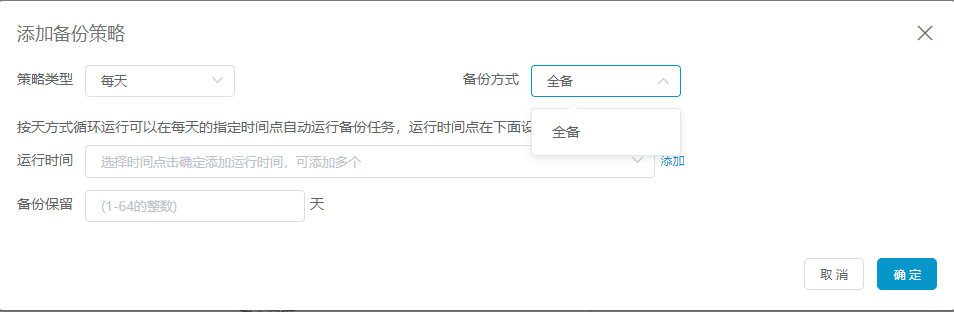 添加备份策略
策略类型 每天 备份方式 全备
全备
按天方式循环运行可以在每天的指定时间点自动运行备份任务，运行时间点在下面设
运行时间 选择时间点击确定添加运行时间，可添加多个 添加
备份保留 (1-64的整数) 天
取消 确定